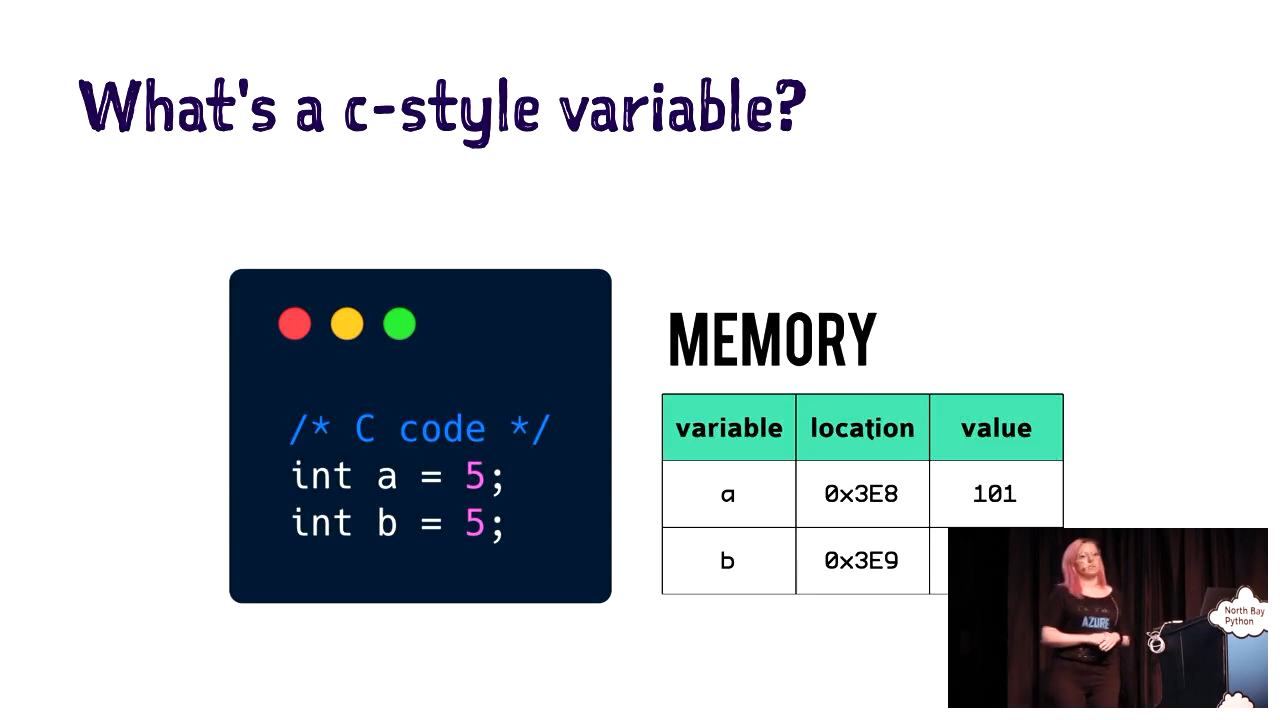 What's a c-style variable?
/* C code */
int a = 5;
int b = 5;
MEMORY
variable location value
a 0x3E8 101
b 0x3E9
AZURE
North Bay
Python